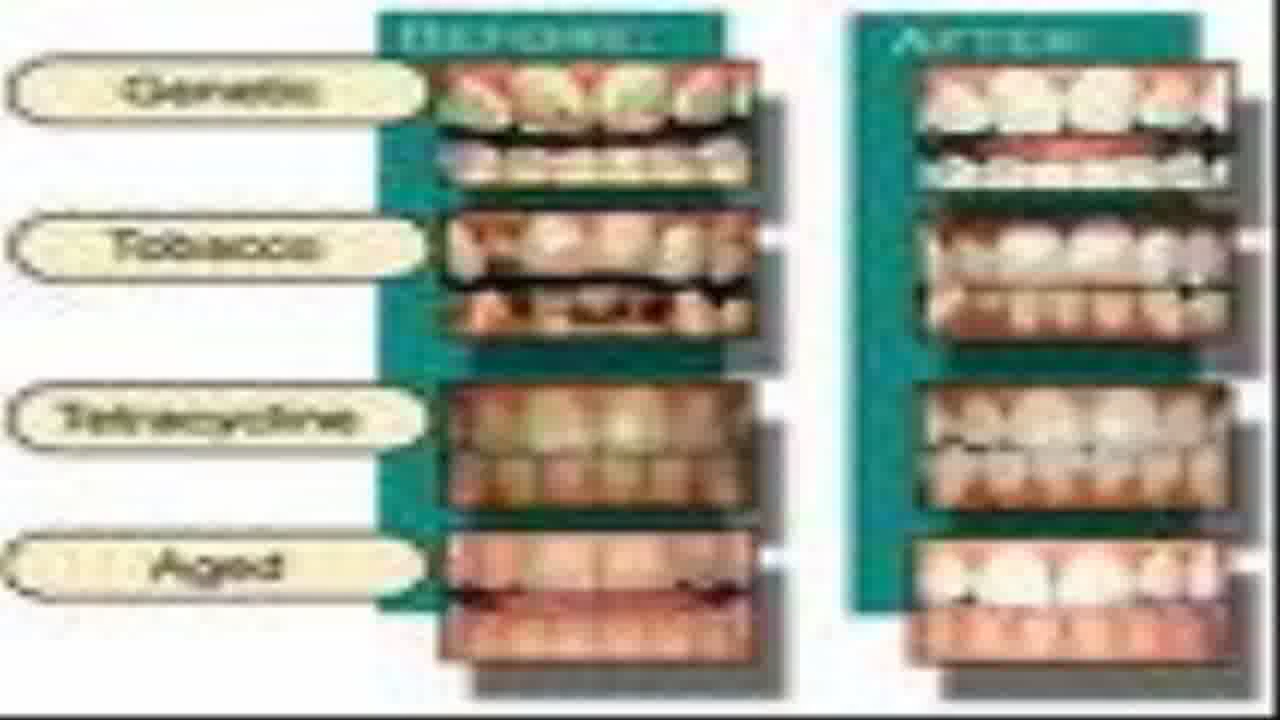 BEFORE:
AFTER:
Genetic
Tobacco
Tetracycline
Aged